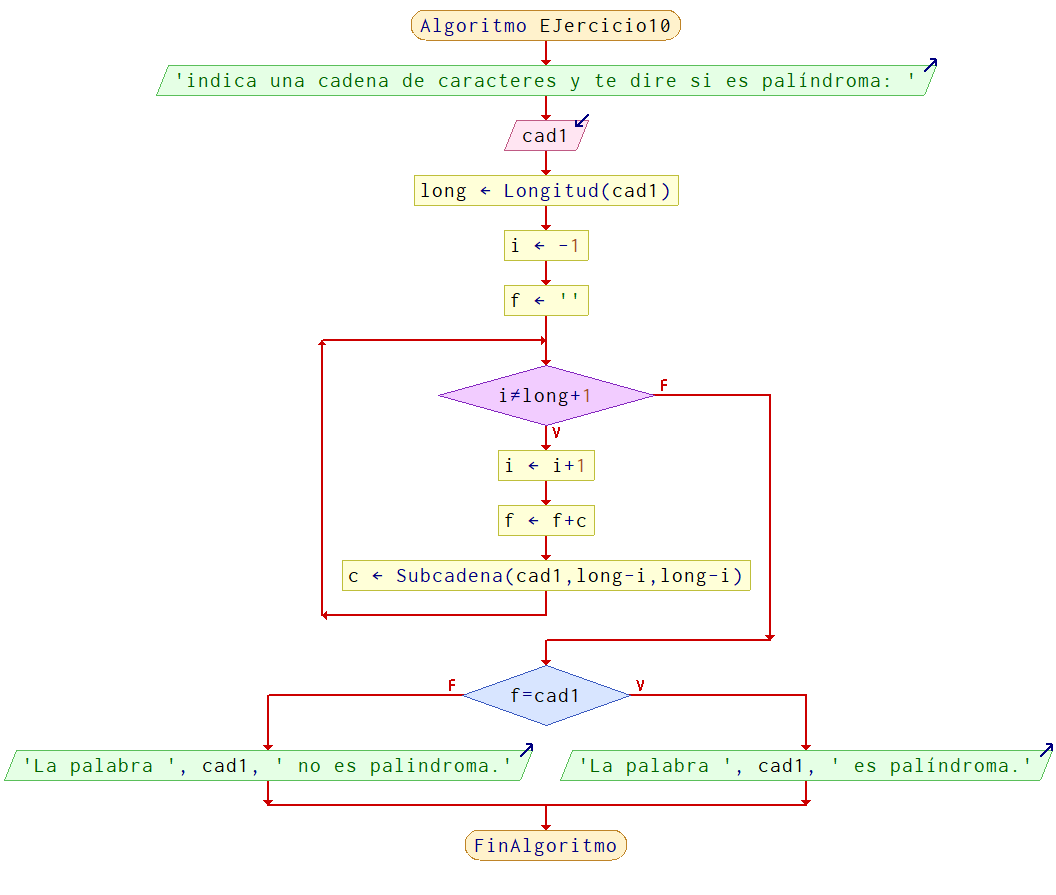 Algoritmo EJercicio10
'indica una cadena de caracteres y te dire si es palíndroma: '
cad1
long ← Longitud(cad1)
i ← -1
f ← ''
i≠long+1
F
V
i ← i+1
f ← f+c
c ← Subcadena(cad1,long-i,long-i)
F
V
f=cad1
'La palabra ', cad1, ' no es palindroma.'
'La palabra ', cad1, ' es palíndroma.'
FinAlgoritmo